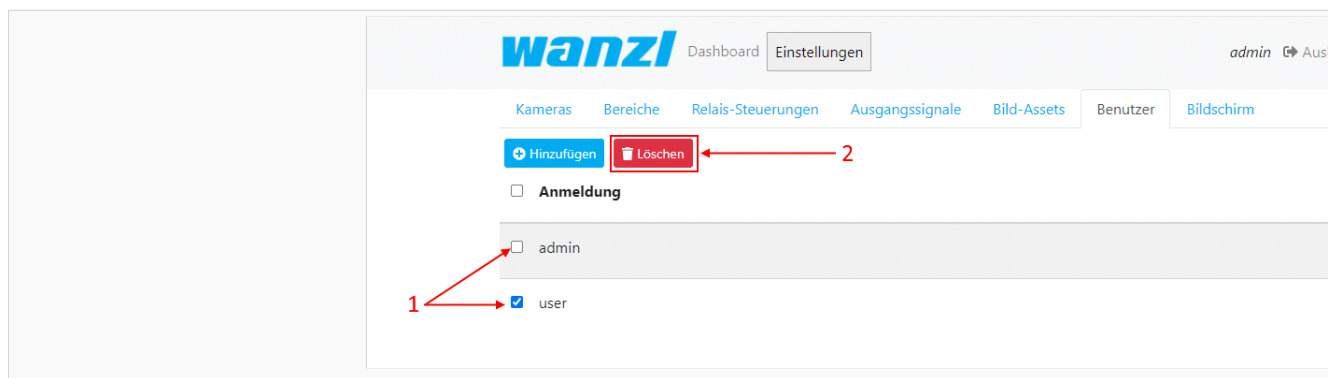 wanzl Dashboard Einstellungen admin Aus
Kameras Bereiche Relais-Steuerungen Ausgangssignale Bild-Assets Benutzer Bildschirm
Hinzufügen Löschen 2
Anmeldung
admin
1 user